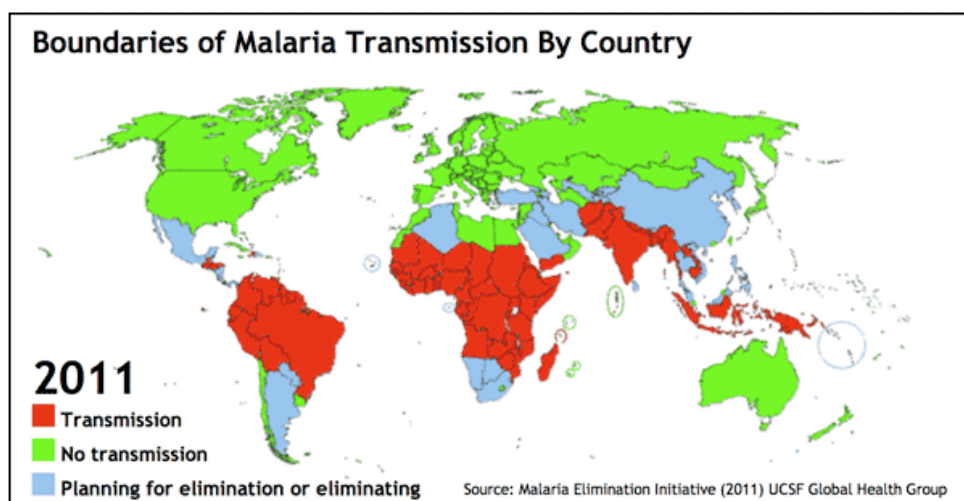 Boundaries of Malaria Transmission By Country
2011
Transmission
No transmission
Planning for elimination or eliminating
Source: Malaria Elimination Initiative (2011) UCSF Global Health Group